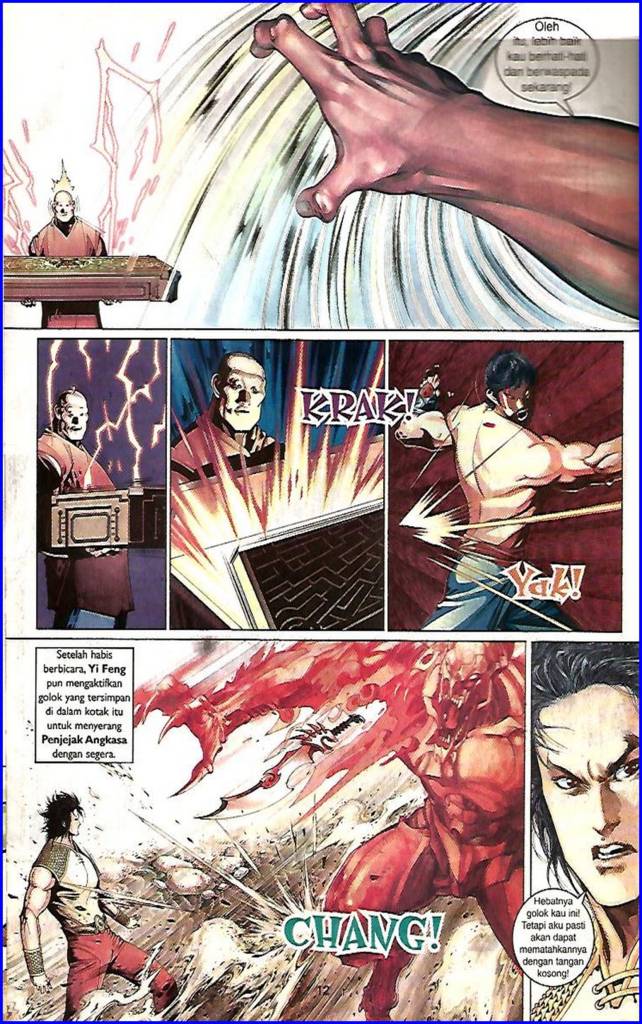 Oleh
itu, lebih baik
kau berhati-hati
dan berwaspada
sekarang!
KRAK!
Yak!
Setelah habis
berbicara, Yi Feng
pun mengaktifkan
golok yang tersimpan
di dalam kotak itu
untuk menyerang
Penjejak Angkasa
dengan segera.
CHANG!
Hebatnya
golok kau ini!
Tetapi aku pasti
akan dapat
mematahkannya
dengan tangan
kosong!
12